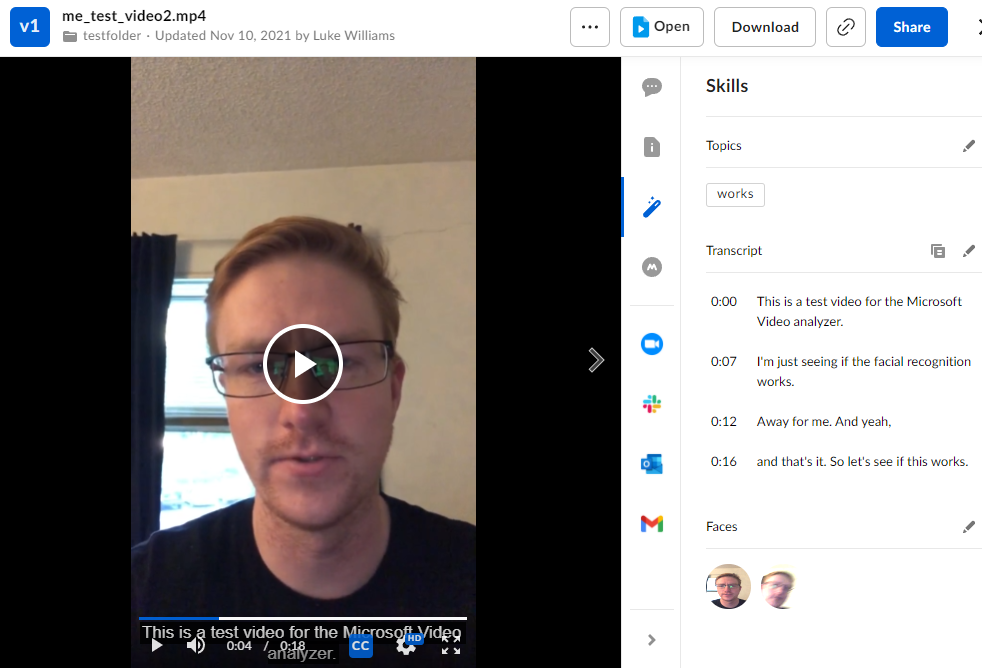 v1
me_test_video2.mp4
testfolder · Updated Nov 10, 2021 by Luke Williams
Open
Download
Share
Skills
Topics
works
Transcript
0:00 This is a test video for the Microsoft
Video analyzer.
0:07 I'm just seeing if the facial recognition
works.
0:12 Away for me. And yeah,
0:16 and that's it. So let's see if this works.
Faces
This is a test video for the Microsoft Video
analyzer.
0:04 / 0:18
CC
HD